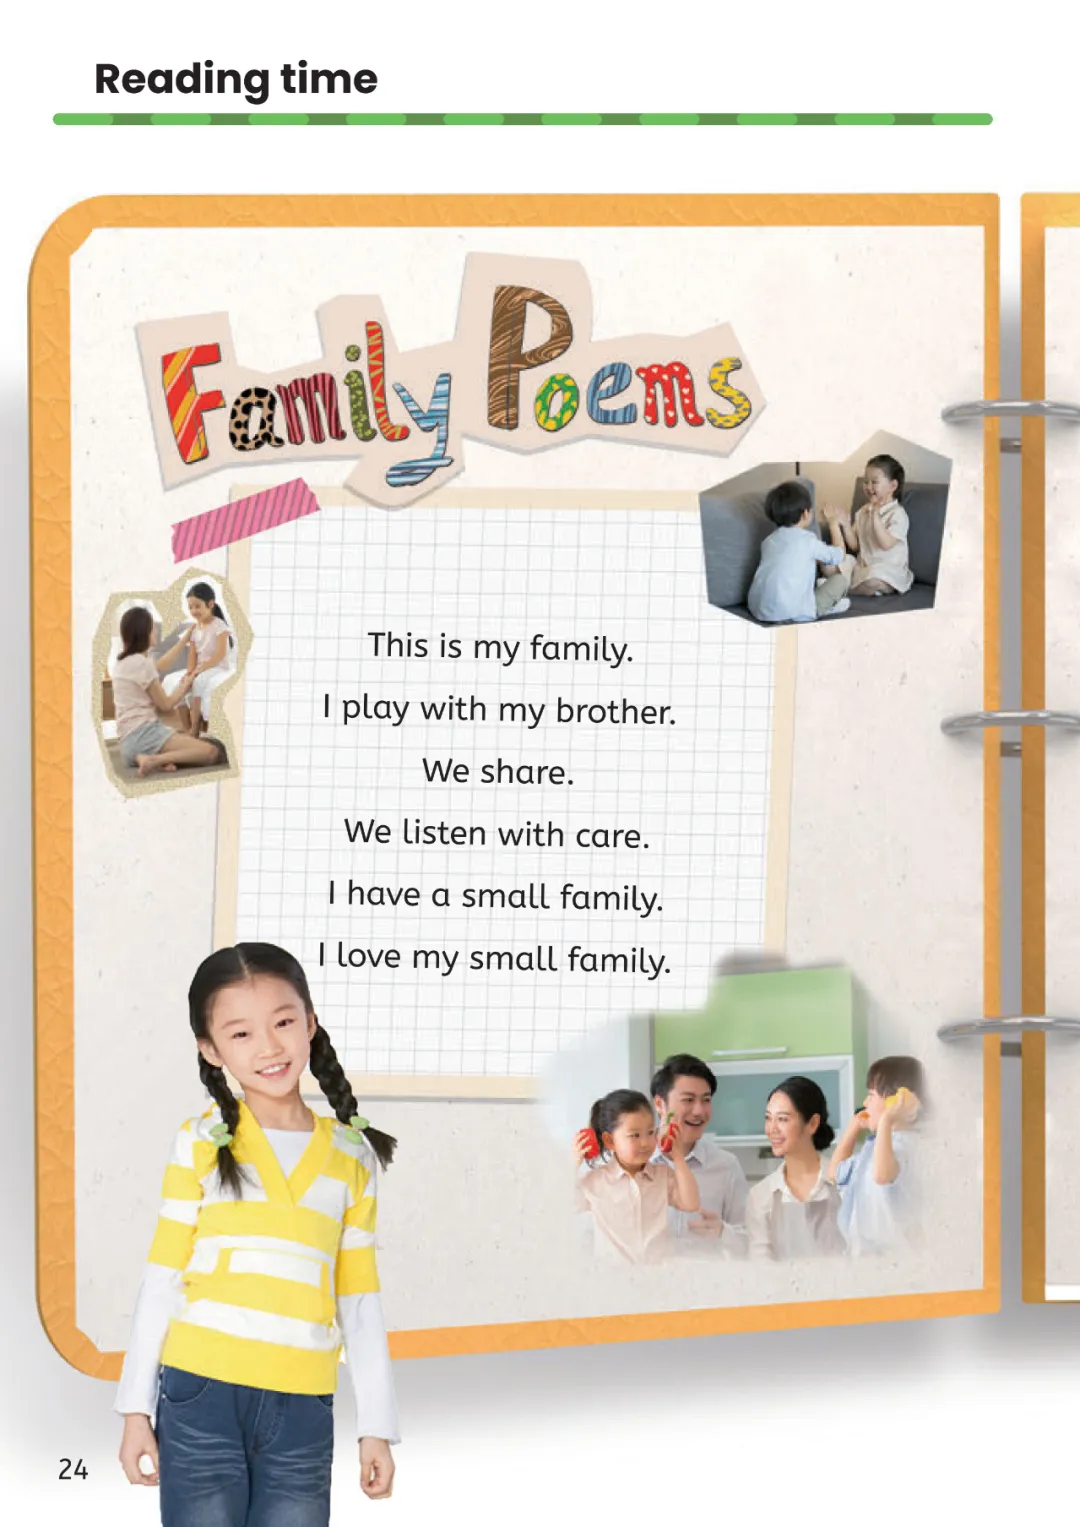 Reading time
Family Poems
This is my family.
I play with my brother.
We share.
We listen with care.
I have a small family.
I love my small family.
24